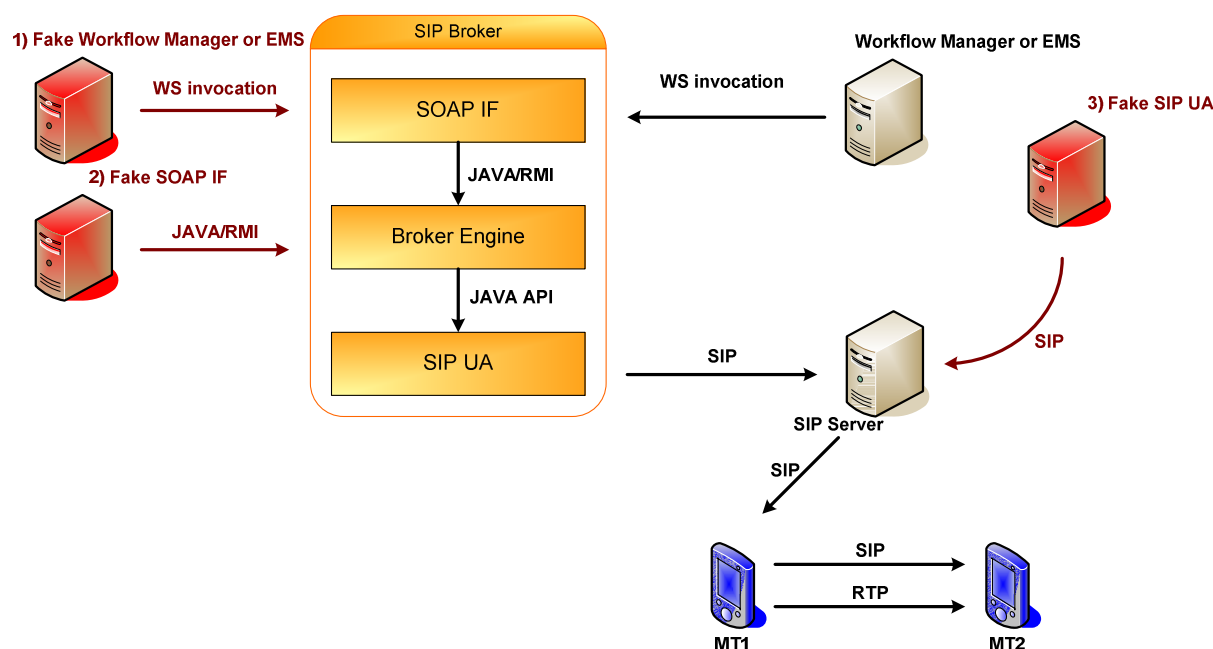 SIP Broker
1) Fake Workflow Manager or EMS
Workflow Manager or EMS
WS invocation
SOAP IF
WS invocation
3) Fake SIP UA
2) Fake SOAP IF
JAVA/RMI
JAVA/RMI
Broker Engine
JAVA API
SIP UA
SIP
SIP
SIP Server
SIP
SIP
RTP
MT1
MT2